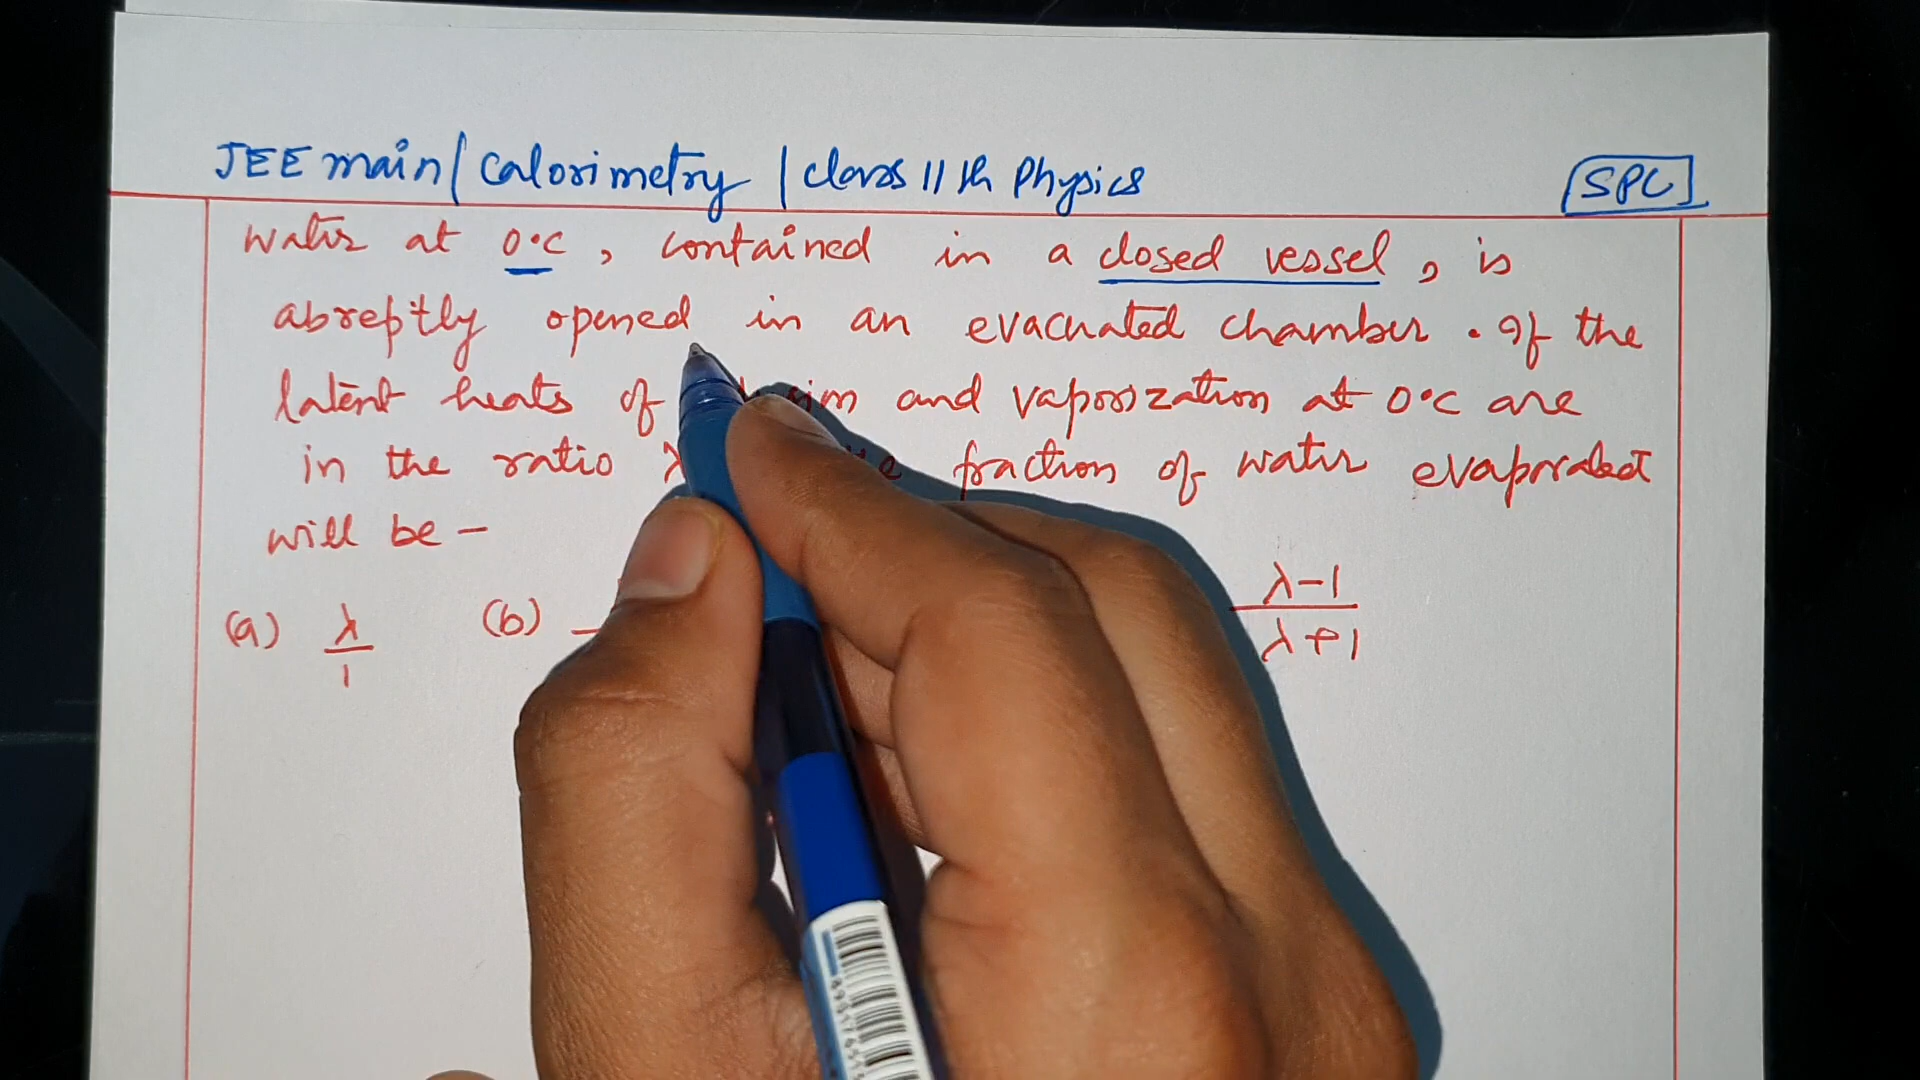 JEE main / Calorimetry / class 11 th Physics
[SPC]
water at 0°C , contained in a closed vessel , is
abreptly opened in an evacuated chamber . If the
latent heats of and vaporization at 0°C are
in the ratio λ fraction of water evaporated
will be -
(a) λ/1 (b) λ-1/λ+1